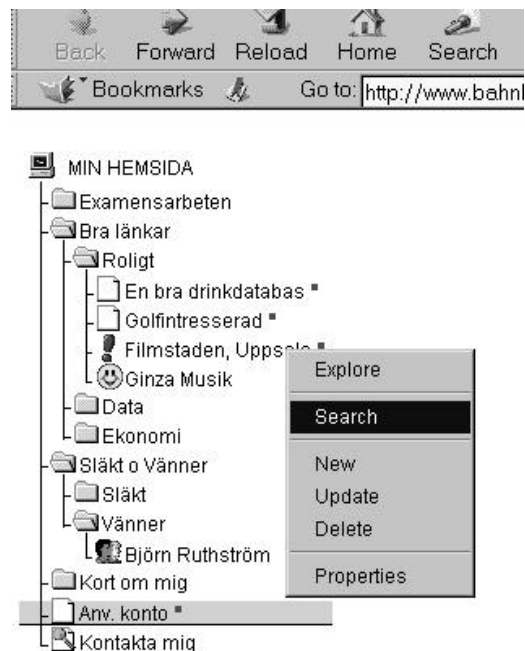 Back Forward Reload Home Search
Bookmarks Go to: http://www.bahnl
MIN HEMSIDA
Examensarbeten
Bra länkar
Roligt
En bra drinkdatabas
Golfintresserad
Filmstaden, Uppsala
Ginza Musik
Data
Ekonomi
Släkt o Vänner
Släkt
Vänner
Björn Ruthström
Kort om mig
Anv. konto
Kontakta mig
Explore
Search
New
Update
Delete
Properties